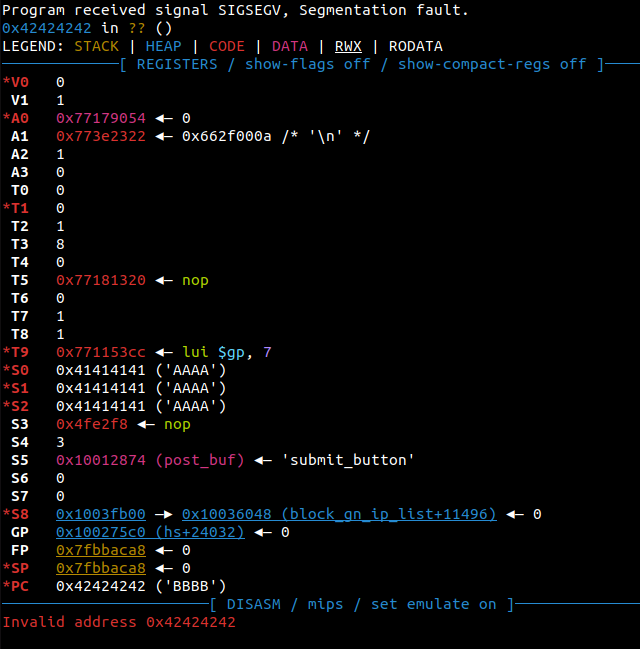 Program received signal SIGSEGV, Segmentation fault.
0x42424242 in ?? ()
LEGEND: STACK | HEAP | CODE | DATA | RWX | RODATA
[ REGISTERS / show-flags off / show-compact-regs off ]
*V0 0
V1 1
*A0 0x77179054 ◂— 0
A1 0x773e2322 ◂— 0x662f000a /* '\n' */
A2 1
A3 0
T0 0
*T1 0
T2 1
T3 8
T4 0
T5 0x77181320 ◂— nop
T6 0
T7 1
T8 1
*T9 0x771153cc ◂— lui $gp, 7
*S0 0x41414141 ('AAAA')
*S1 0x41414141 ('AAAA')
*S2 0x41414141 ('AAAA')
S3 0x4fe2f8 ◂— nop
S4 3
S5 0x10012874 (post_buf) ◂— 'submit_button'
S6 0
S7 0
*S8 0x1003fb00 —▸ 0x10036048 (block_gn_ip_list+11496) ◂— 0
GP 0x100275c0 (hs+24032) ◂— 0
FP 0x7fbbaca8 ◂— 0
*SP 0x7fbbaca8 ◂— 0
*PC 0x42424242 ('BBBB')
[ DISASM / mips / set emulate on ]
Invalid address 0x42424242